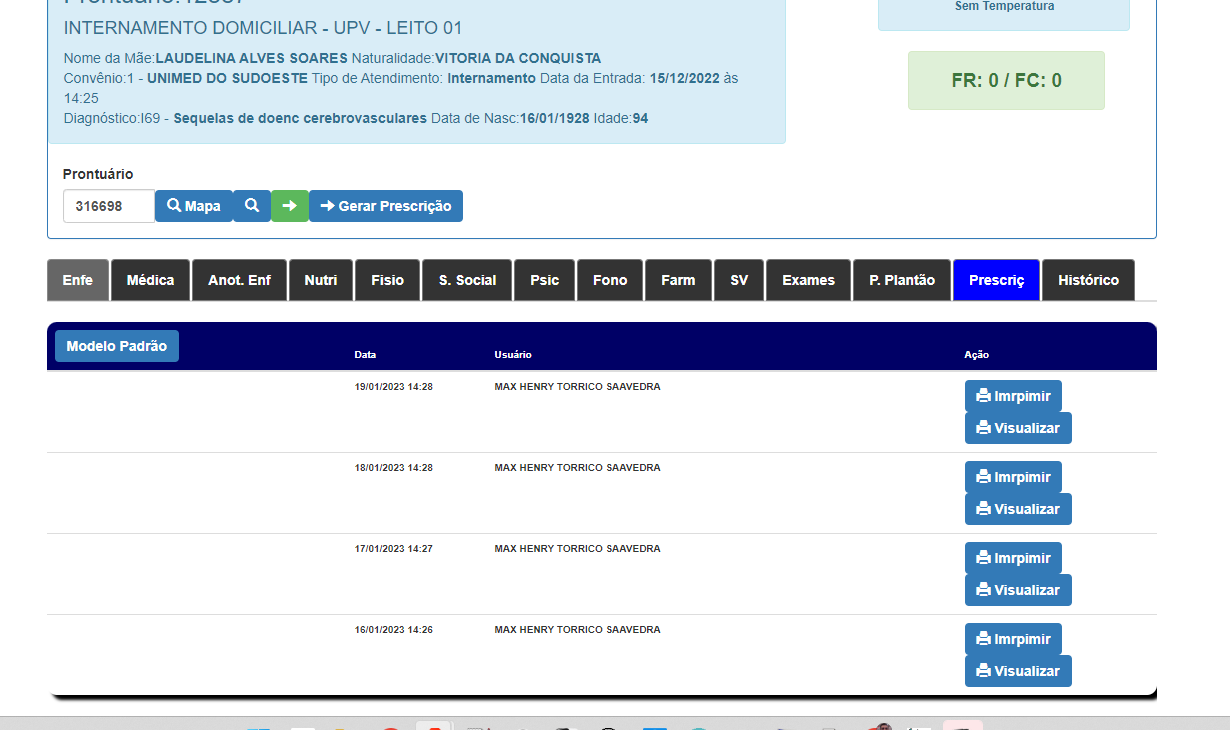 Sem Temperatura
INTERNAMENTO DOMICILIAR - UPV - LEITO 01
Nome da Mãe:LAUDELINA ALVES SOARES Naturalidade:VITORIA DA CONQUISTA
Convênio:1 - UNIMED DO SUDOESTE Tipo de Atendimento: Internamento Data da Entrada: 15/12/2022 às
14:25
Diagnóstico:I69 - Sequelas de doenc cerebrovasculares Data de Nasc:16/01/1928 Idade:94
FR: 0 / FC: 0
Prontuário
316698 Mapa Gerar Prescrição
Enfe Médica Anot. Enf Nutri Fisio S. Social Psic Fono Farm SV Exames P. Plantão Prescriç Histórico
Modelo Padrão Data Usuário Ação
19/01/2023 14:28 MAX HENRY TORRICO SAAVEDRA Imrpimir
Visualizar
18/01/2023 14:28 MAX HENRY TORRICO SAAVEDRA Imrpimir
Visualizar
17/01/2023 14:27 MAX HENRY TORRICO SAAVEDRA Imrpimir
Visualizar
16/01/2023 14:26 MAX HENRY TORRICO SAAVEDRA Imrpimir
Visualizar